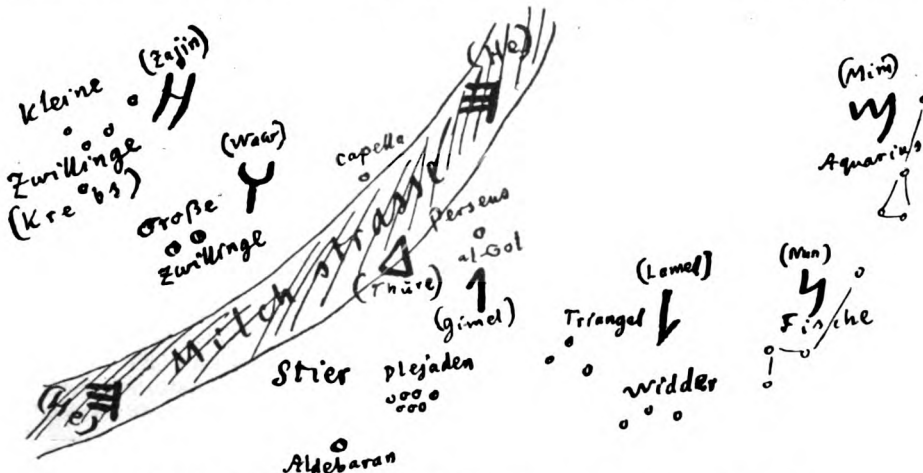 (Zajin)
Kleine
Zwillinge
(Krebs)
(Waw)
Große
Zwillinge
(He)
Capella
Milchstrasse
Perseus
al-Gol
(Thüre)
(gimel)
Stier
Plejaden
Aldebaran
(He)
Triangel
(Lamed)
Widder
(Mim)
Aquarius
(Nun)
Fische